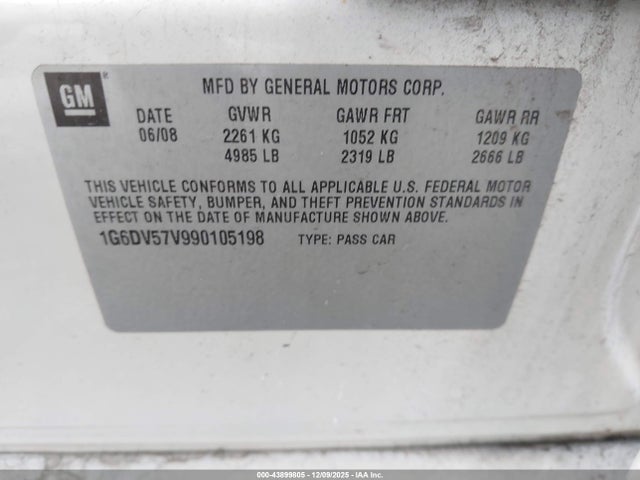 GM ®
MFD BY GENERAL MOTORS CORP.
DATE GVWR GAWR FRT GAWR RR
06/08 2261 KG 1052 KG 1209 KG
4985 LB 2319 LB 2666 LB
THIS VEHICLE CONFORMS TO ALL APPLICABLE U.S. FEDERAL MOTOR
VEHICLE SAFETY, BUMPER, AND THEFT PREVENTION STANDARDS IN
EFFECT ON THE DATE OF MANUFACTURE SHOWN ABOVE.
1G6DV57V990105198 TYPE: PASS CAR
000-43899805 - 12/09/2025 - IAA Inc.